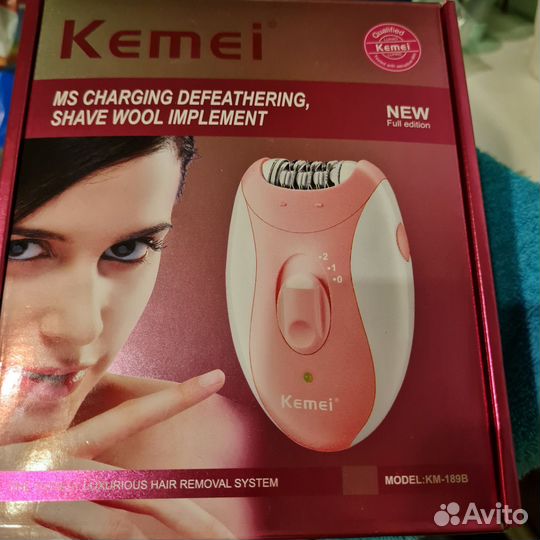 Kemei
Qualified
Kemei
MS CHARGING DEFEATHERING,
SHAVE WOOL IMPLEMENT
NEW
Full edition
2
1
0
Kemei
LUXURIOUS HAIR REMOVAL SYSTEM
MODEL:KM-189B
Avito